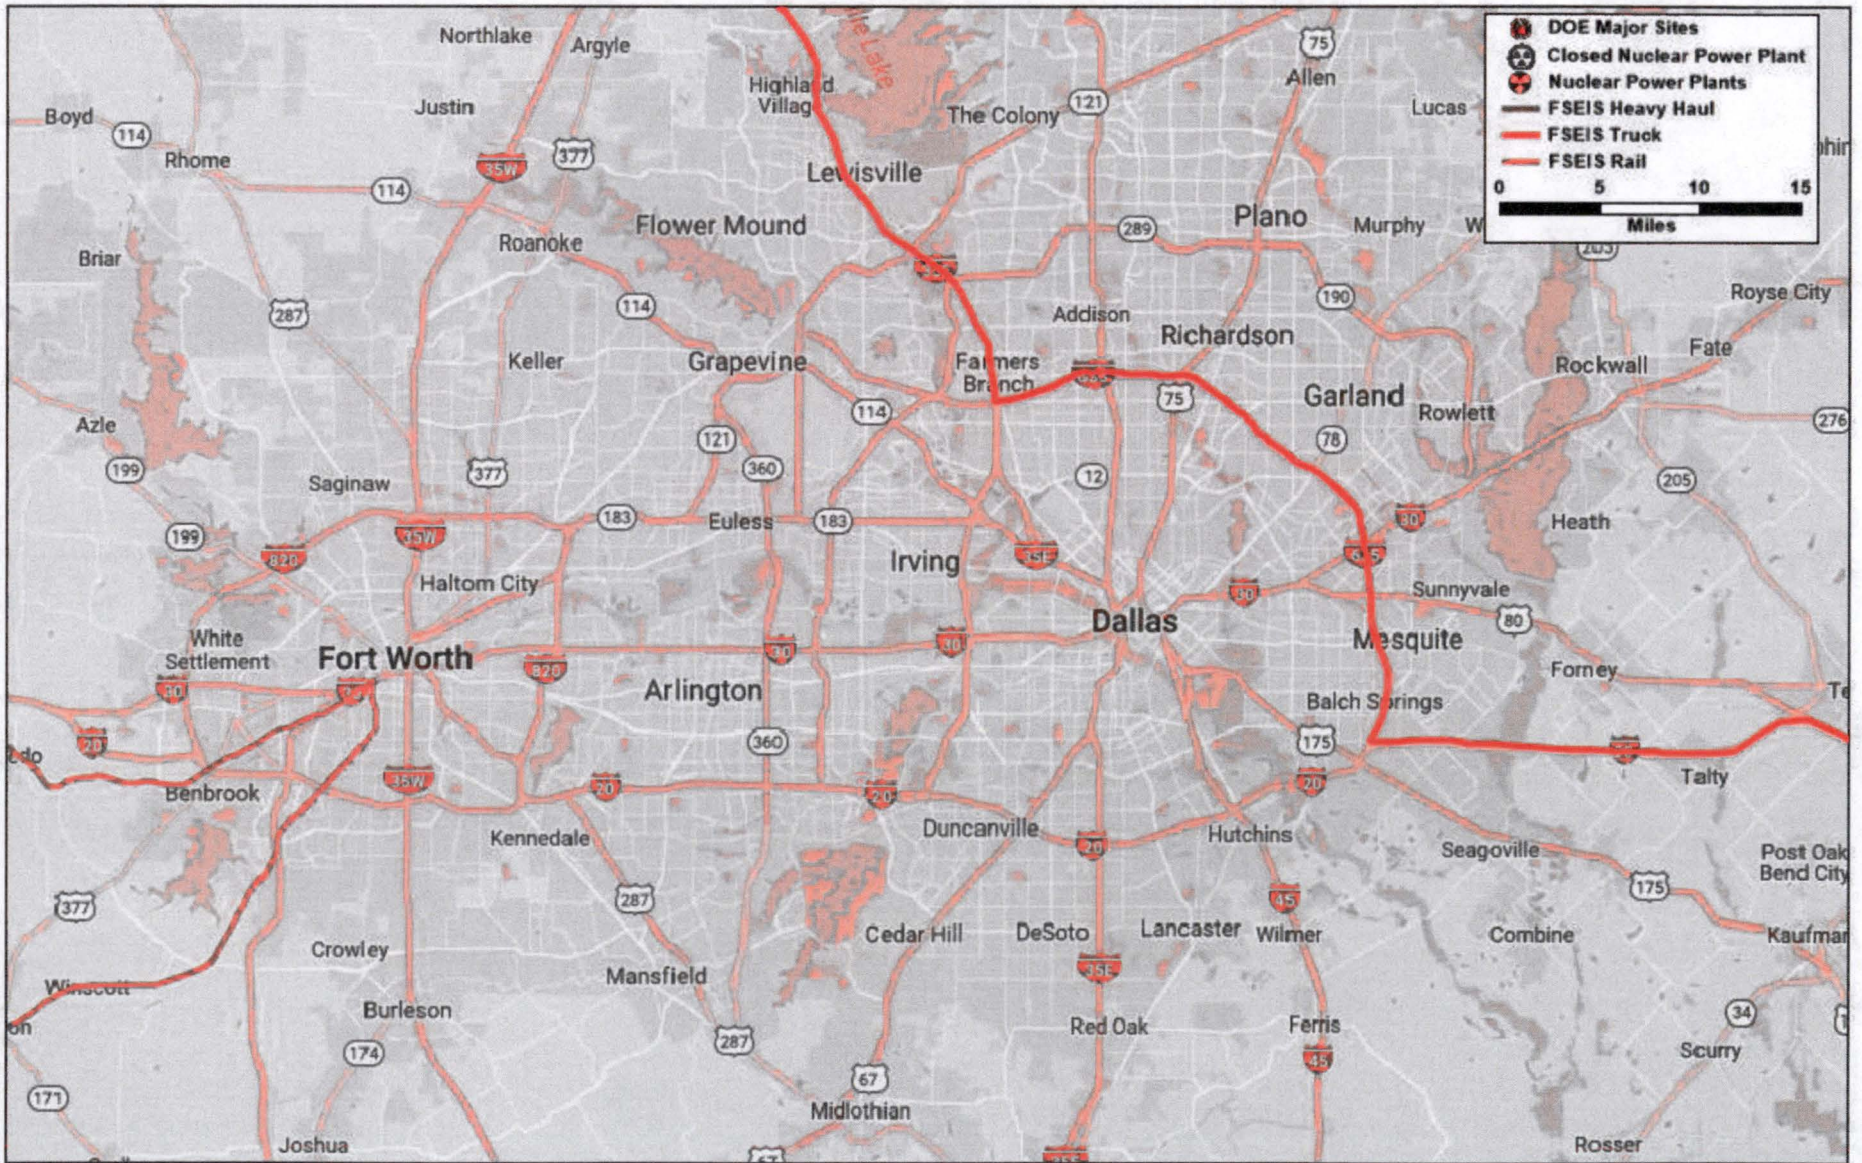 Northlake
Argyle
75
Allen
DOE Major Sites
Closed Nuclear Power Plant
Nuclear Power Plants
FSEIS Heavy Haul
FSEIS Truck
FSEIS Rail
0 5 10 15
Miles
Highland
Village
Lake
The Colony
121
Lucas
Boyd
114
Justin
Rhome
35W
377
114
Lewisville
Flower Mound
Plano
289
Murphy
Roanoke
Briar
114
287
190
Royse City
Addison
Richardson
Keller
Grapevine
Farmers
Branch
Fate
Rockwall
75
Garland
Rowlett
114
276
Azle
121
78
199
377
360
12
205
Saginaw
183
Euless
183
30
Heath
199
820
35W
35E
Irving
Haltom City
30
Sunnyvale
80
Dallas
White
Settlement
Fort Worth
820
30
30
Mesquite
Forney
30
Arlington
Balch Springs
20
360
175
Talty
35W
20
20
20
Benbrook
Kennedale
Duncanville
20
Hutchins
Seagoville
Post Oak
Bend City
175
377
287
45
Cedar Hill
DeSoto
Lancaster
Wilmer
Combine
Kaufman
Crowley
Mansfield
35E
Winscott
Burleson
Red Oak
Ferris
34
174
287
45
Scurry
67
171
Midlothian
Joshua
Rosser
67
35E